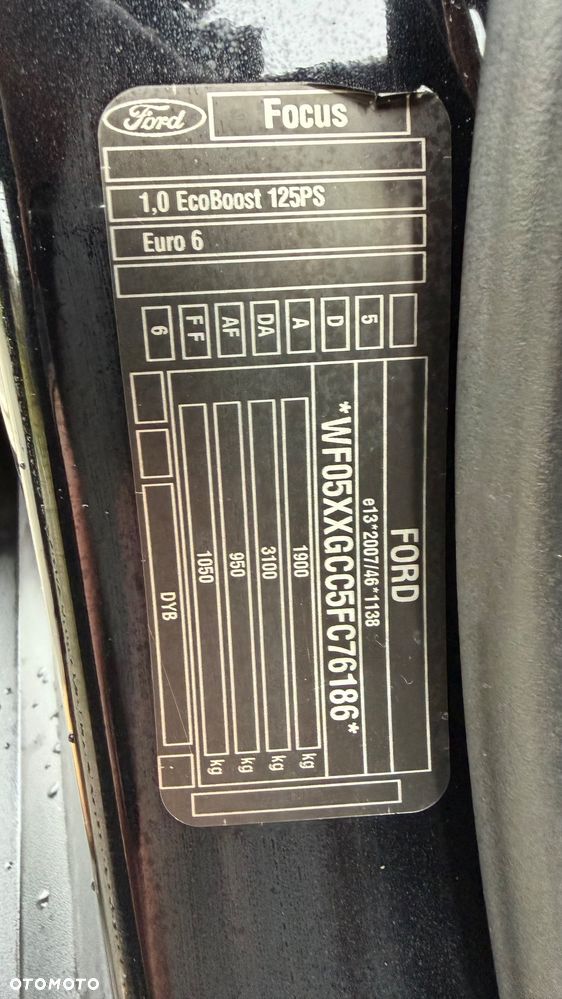 Ford
Focus
1,0 EcoBoost 125PS
Euro 6
5
D
A
DA
AF
FF
6
FORD
e13*2007/46*1138
*WF05XXGCC5FC76186*
1900 kg
3100 kg
950 kg
1050 kg
DYB
OTOMOTO